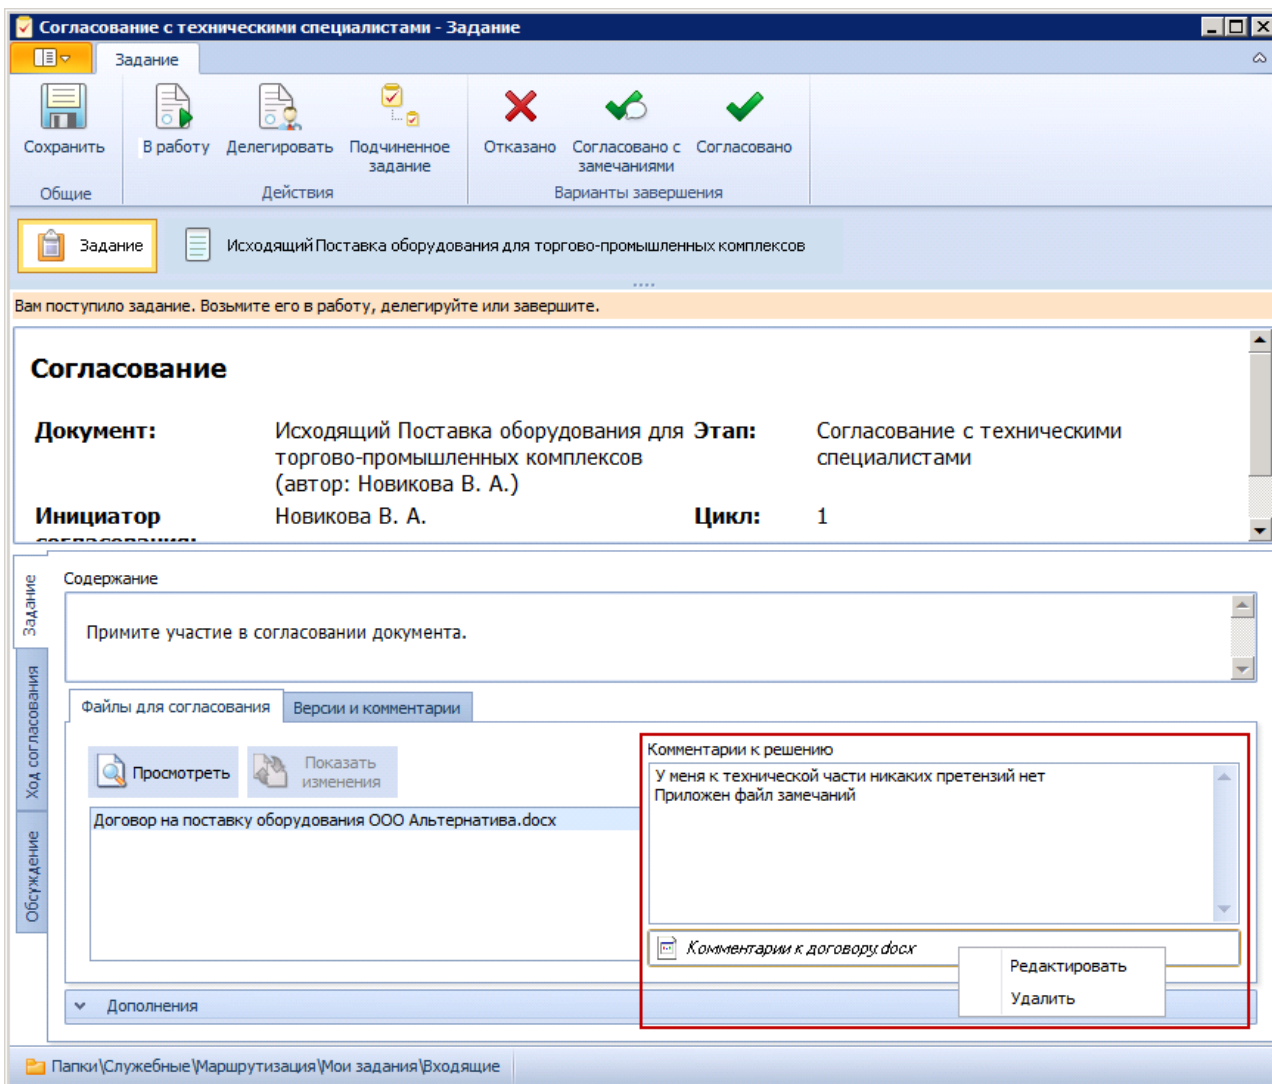 Согласование с техническими специалистами - Задание
Задание
Сохранить
В работу
Делегировать
Подчиненное
задание
Отказано
Согласовано с
замечаниями
Согласовано
Общие
Действия
Варианты завершения
Задание
Исходящий Поставка оборудования для торгово-промышленных комплексов
Вам поступило задание. Возьмите его в работу, делегируйте или завершите.
Согласование
Документ:
Исходящий Поставка оборудования для
торгово-промышленных комплексов
(автор: Новикова В. А.)
Этап:
Согласование с техническими
специалистами
Инициатор
согласования:
Новикова В. А.
Цикл:
1
Задание
Ход согласования
Обсуждение
Содержание
Примите участие в согласовании документа.
Файлы для согласования
Версии и комментарии
Просмотреть
Показать
изменения
Договор на поставку оборудования ООО Альтернатива.docx
Комментарии к решению
У меня к технической части никаких претензий нет
Приложен файл замечаний
Комментарии к договору.docx
Редактировать
Удалить
Дополнения
Папки\Служебные\Маршрутизация\Мои задания\Входящие